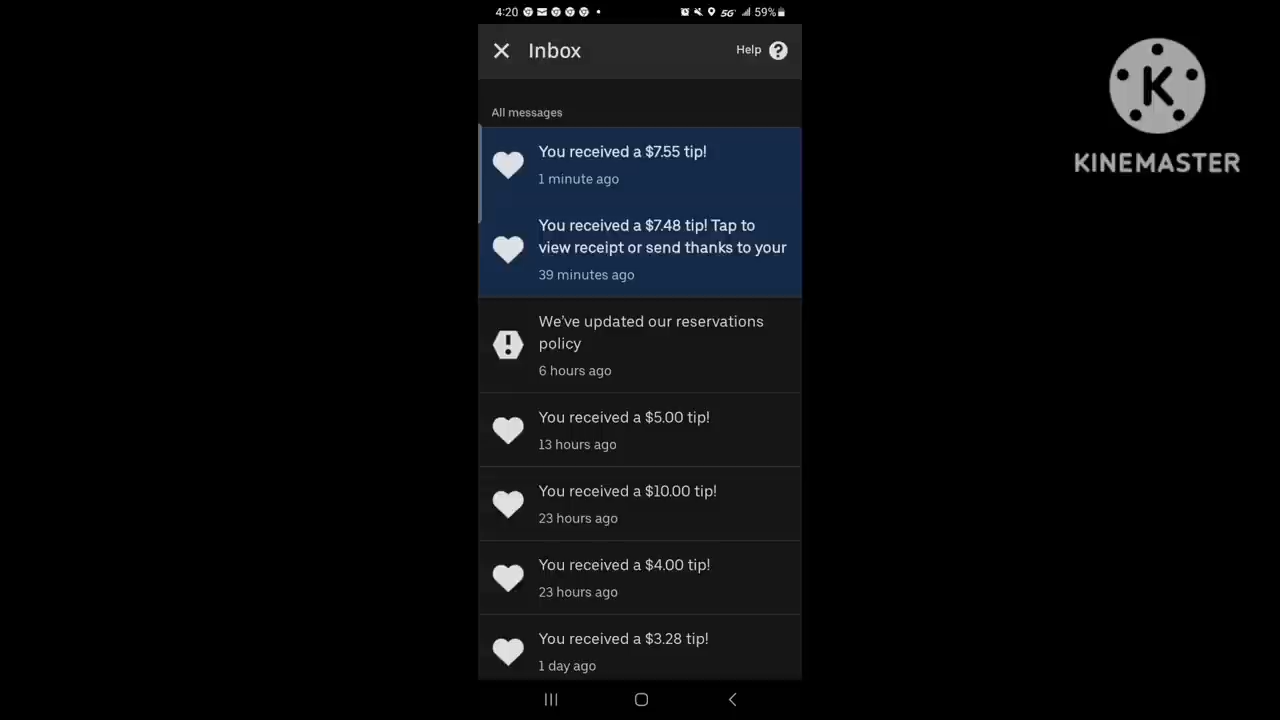 4:20
5G 59%
Inbox
Help ?
K
KINEMASTER
All messages
You received a $7.55 tip!
1 minute ago
You received a $7.48 tip! Tap to
view receipt or send thanks to your
39 minutes ago
We've updated our reservations
policy
6 hours ago
You received a $5.00 tip!
13 hours ago
You received a $10.00 tip!
23 hours ago
You received a $4.00 tip!
23 hours ago
You received a $3.28 tip!
1 day ago